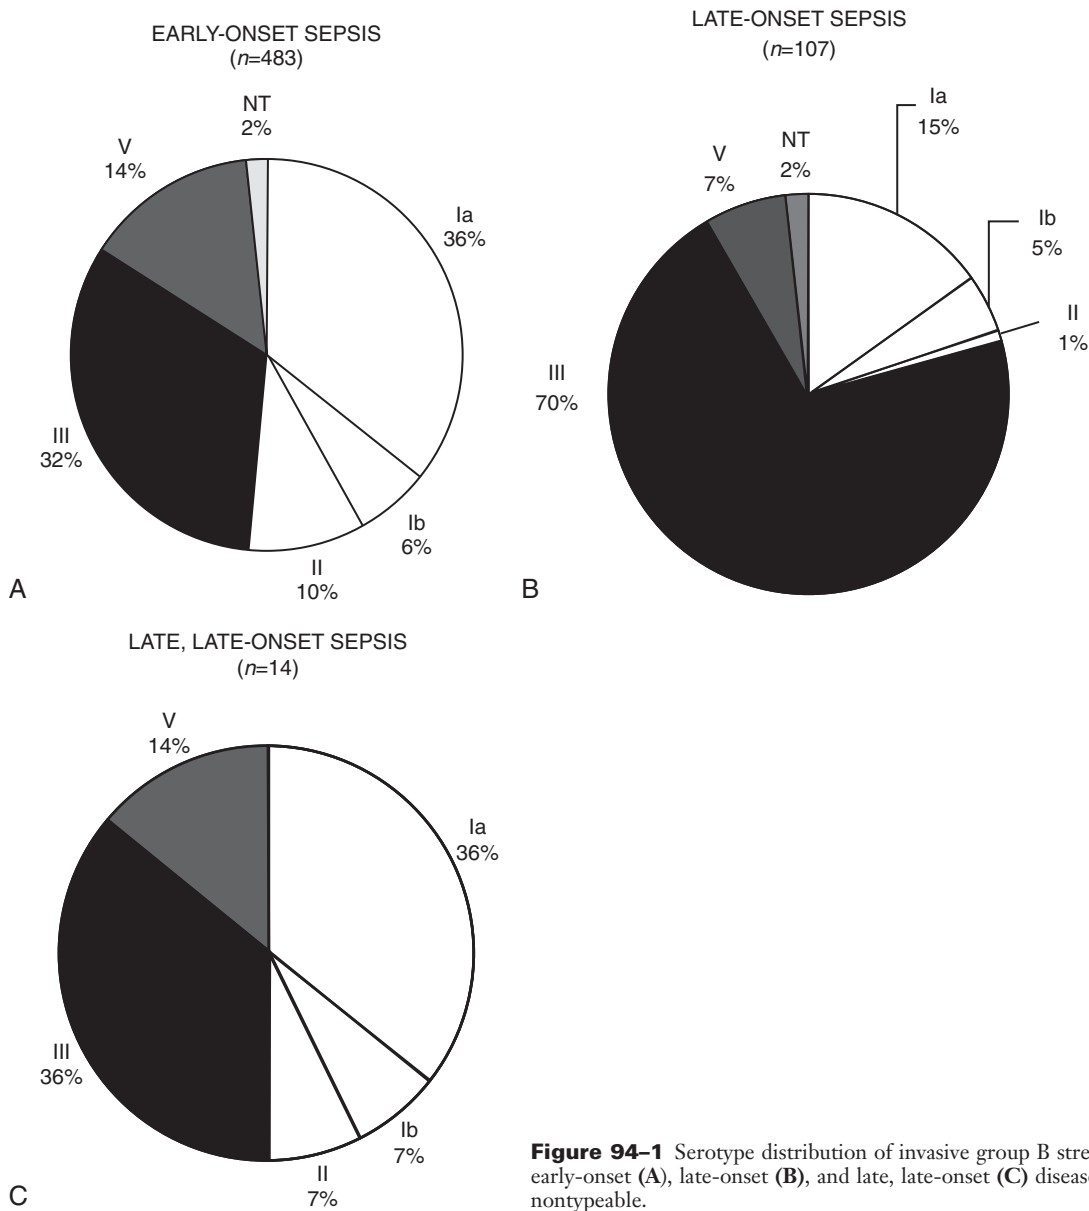 EARLY-ONSET SEPSIS
(n=483)
NT
2%
V
14%
Ia
36%
III
32%
Ib
6%
II
10%
A
LATE-ONSET SEPSIS
(n=107)
Ia
15%
NT
2%
V
7%
Ib
5%
II
1%
III
70%
B
LATE, LATE-ONSET SEPSIS
(n=14)
V
14%
Ia
36%
III
36%
Ib
7%
II
7%
C
Figure 94–1 Serotype distribution of invasive group B
early-onset (A), late-onset (B), and late, late-onset (C)
nontypeable.